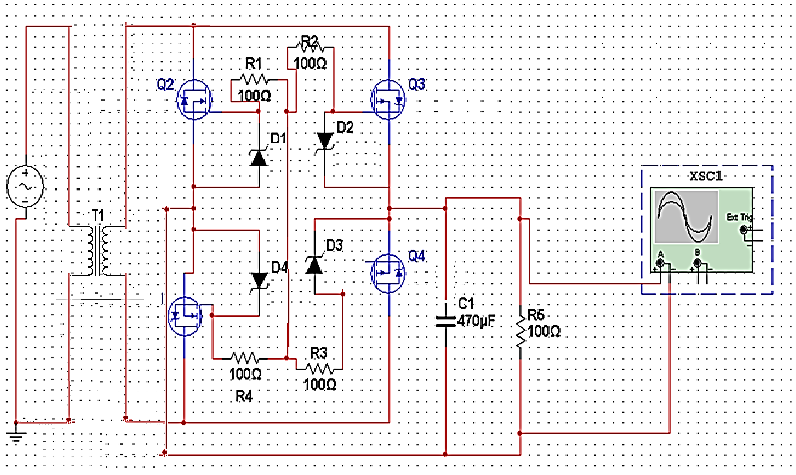 R2
100Ω
R1
100Ω
Q2
Q3
D1
D2
XSC1
Ext Trig
+
A
B
T1
D3
Q4
D4
C1
470µF
R5
100Ω
R3
100Ω
100Ω
R4